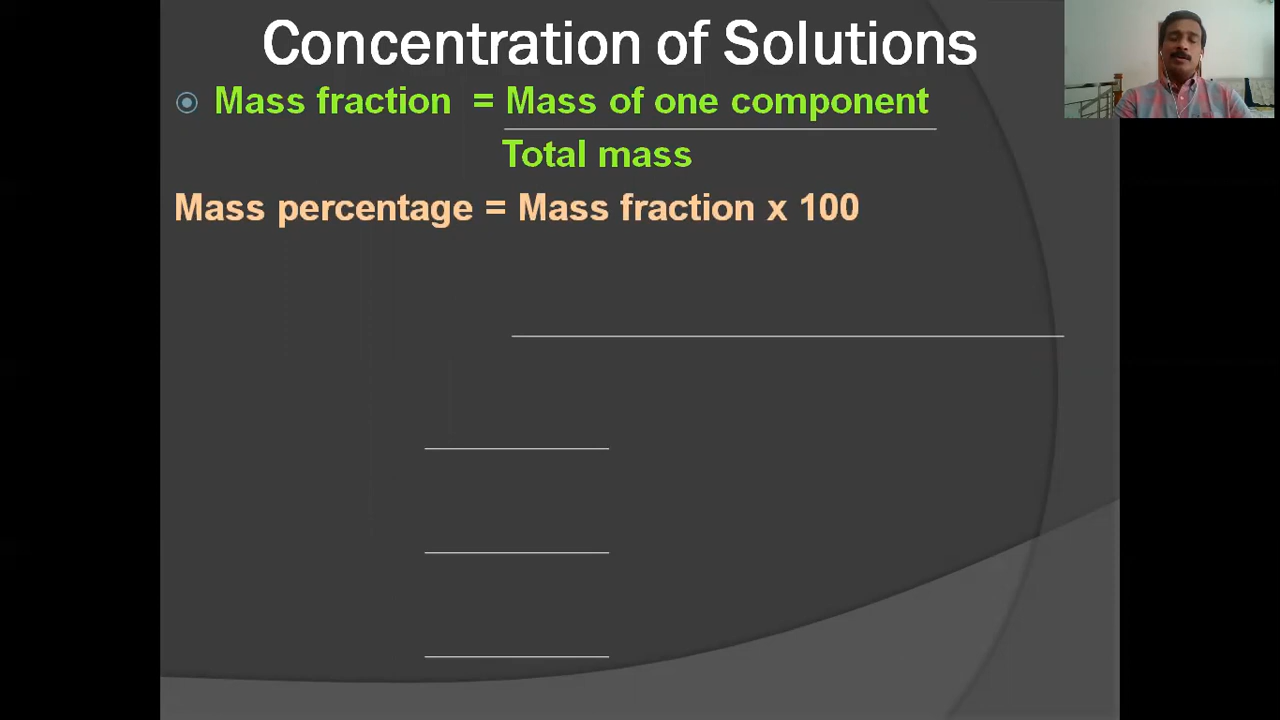 Concentration of Solutions
Mass fraction = Mass of one component
Total mass
Mass percentage = Mass fraction x 100